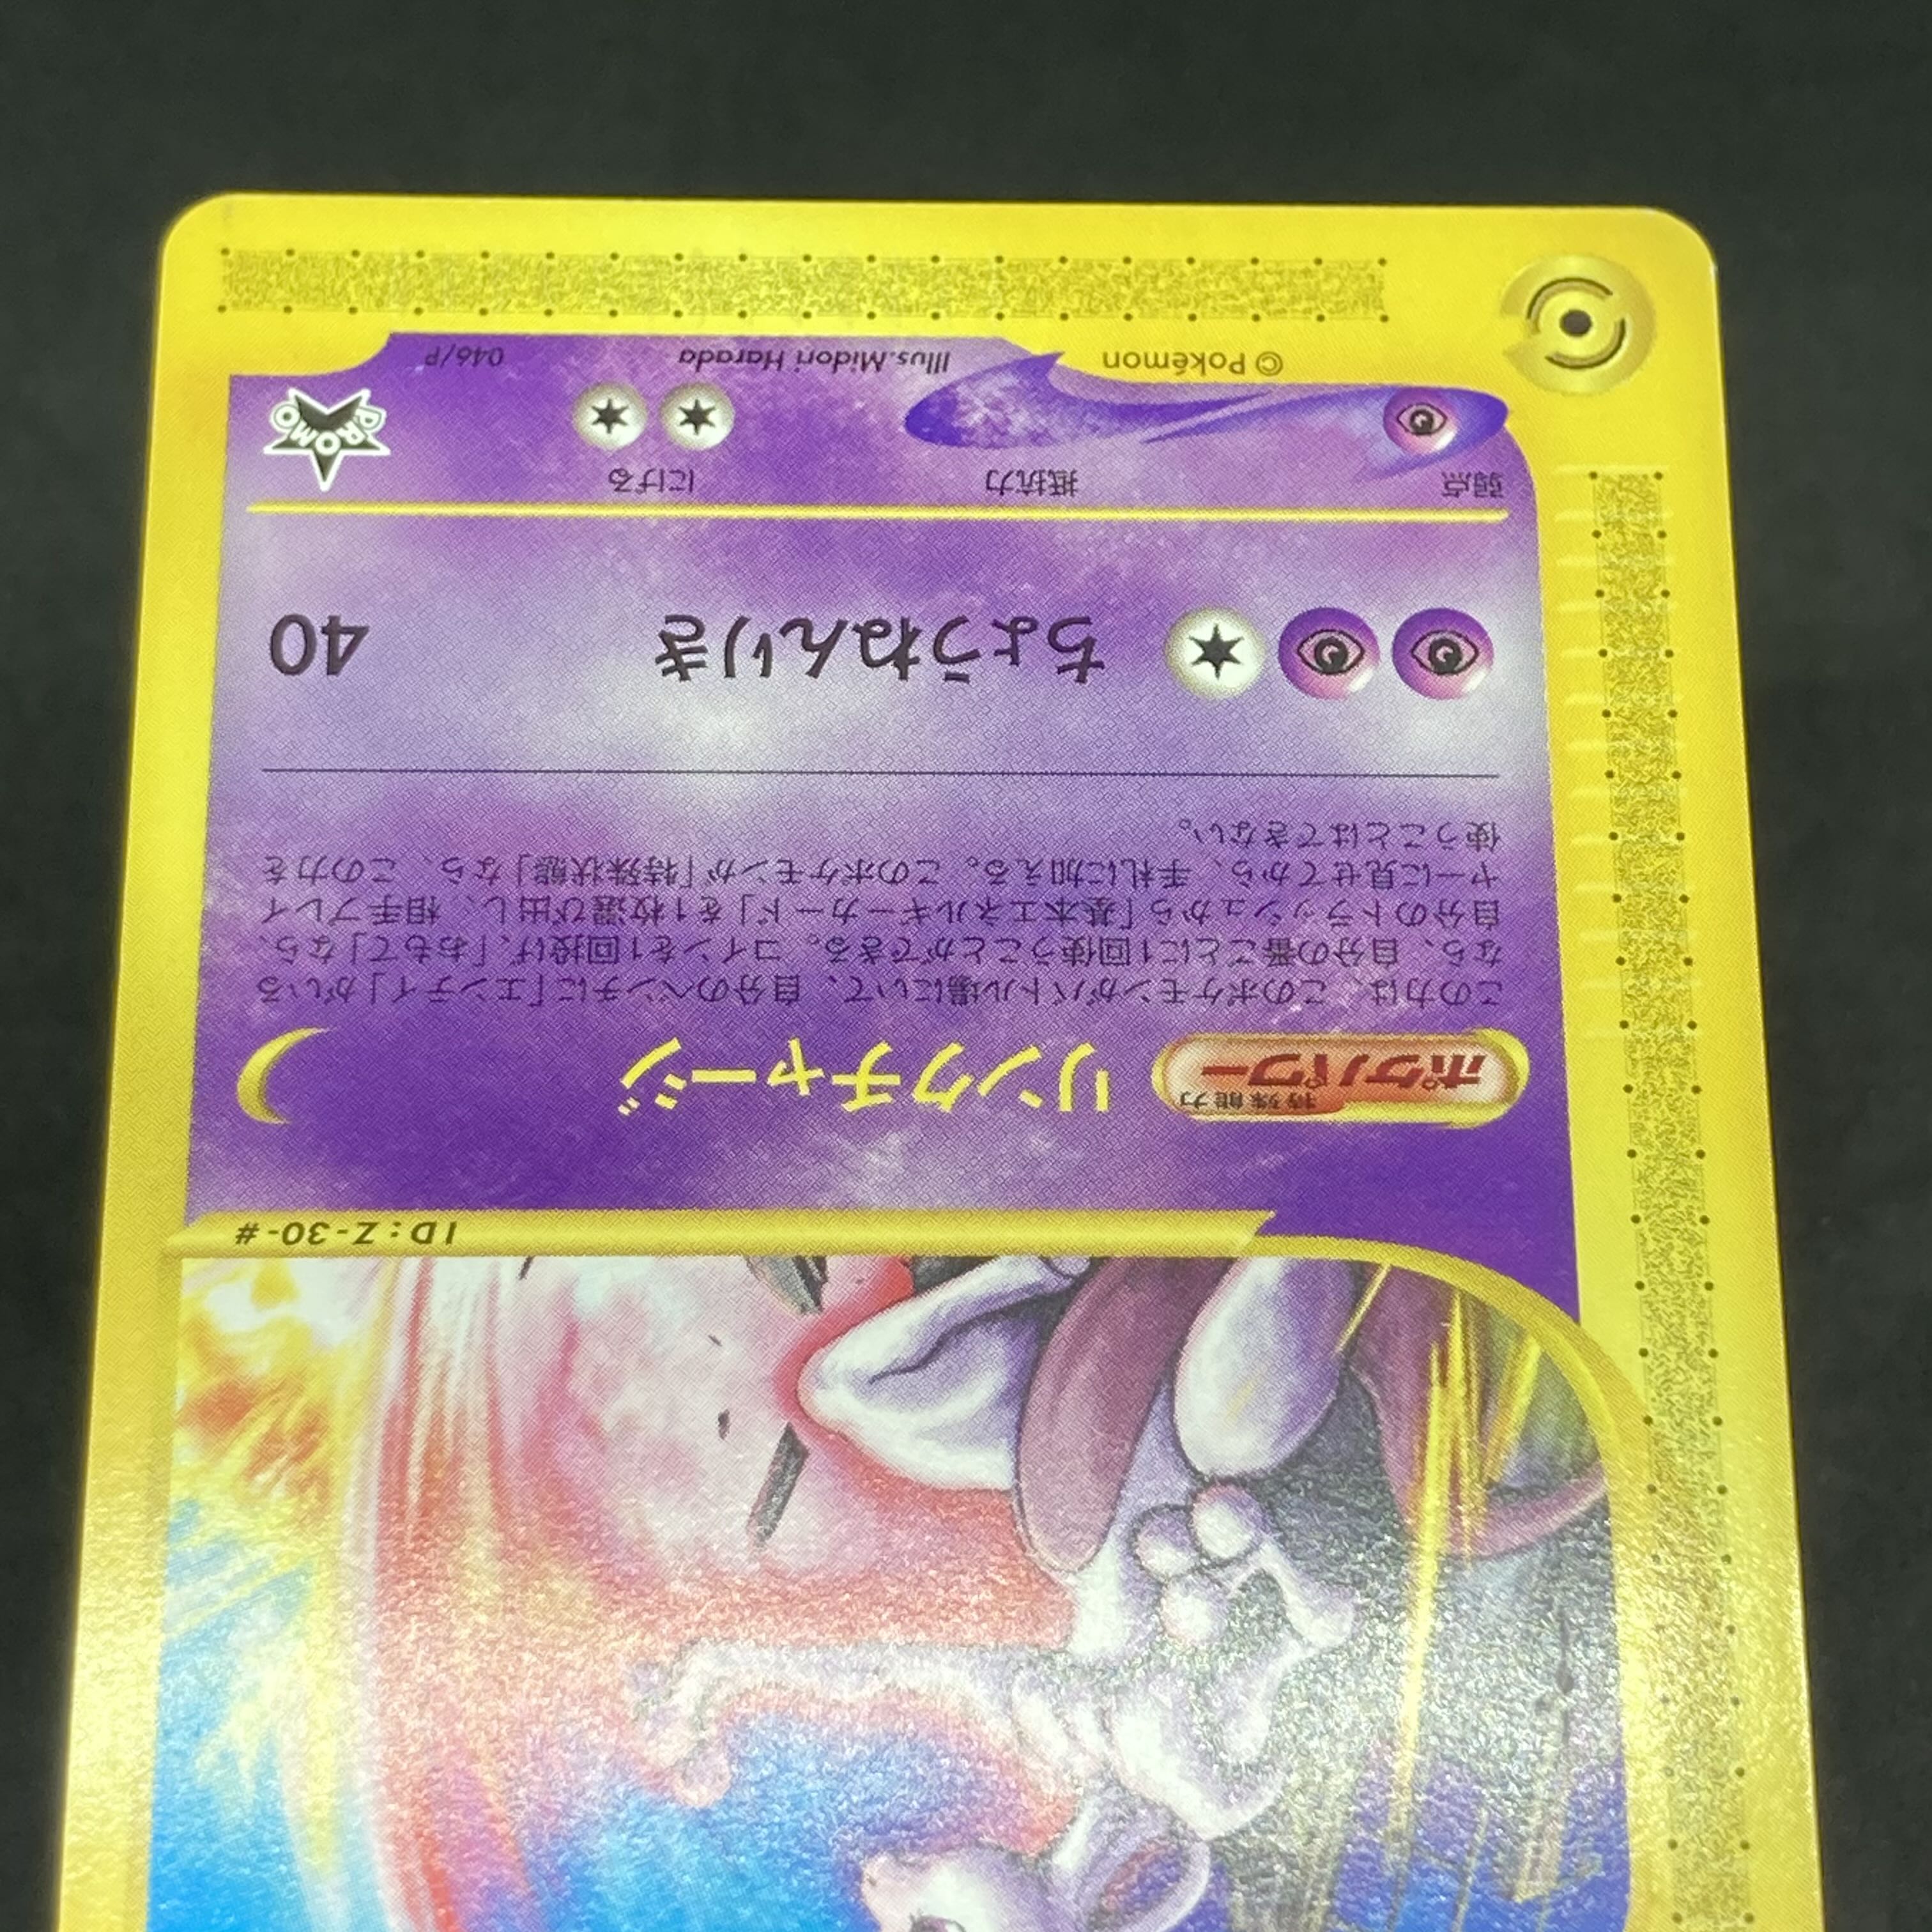 ID:Z-30-#
特殊能力
ポケパワー リンクチャージ
この力は、このポケモンがバトル場にいて、自分のベンチに「エンテイ」がいる
なら、自分の番ごとに1回使うことができる。コインを1回投げ、「おもて」なら、
自分のトラッシュから「基本エネルギーカード」を1枚選び出し、相手プレイ
ヤーに見せてから、手札に加える。このポケモンが「特殊状態」なら、この力を
使うことはできない。
ちょうねんりき 40
弱点 抵抗力 にげる
PROMO
© Pokémon Illus.Midori Harada 046/P